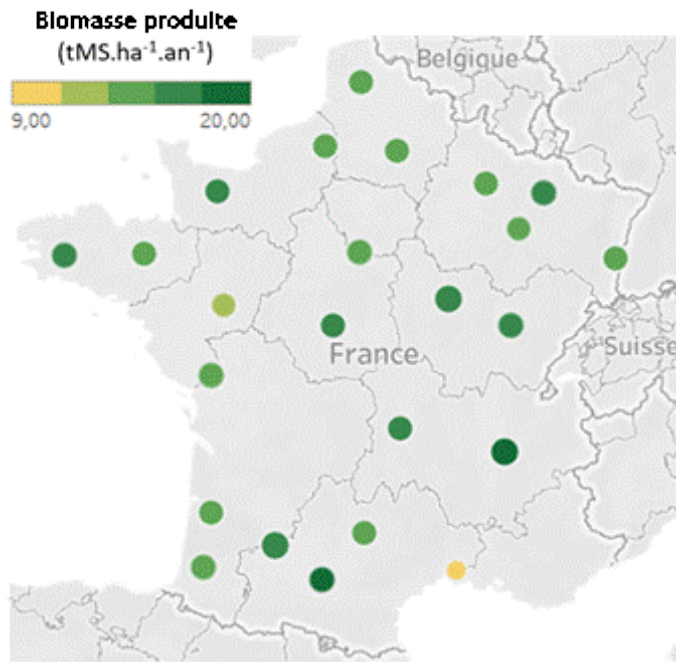 Biomasse produite
(tMS.ha⁻¹.an⁻¹)
9,00 20,00
Belgique
France
Suisse